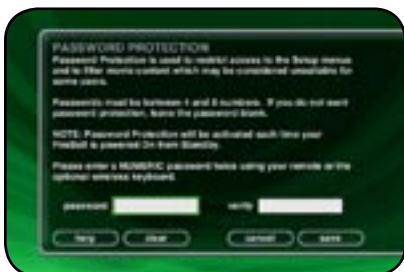 PASSWORD PROTECTION
Password Protection is used to restrict access to the Setup menus
and to filter movie content which may be considered unsuitable for
some users.
Passwords must be between 4 and 8 numbers. If you do not want
password protection, leave the password blank.
NOTE: Password Protection will be activated each time your
FireBall is powered On from Standby.
Please enter a NUMERIC password twice using your remote or the
optional wireless keyboard.
password verify
help clear cancel save